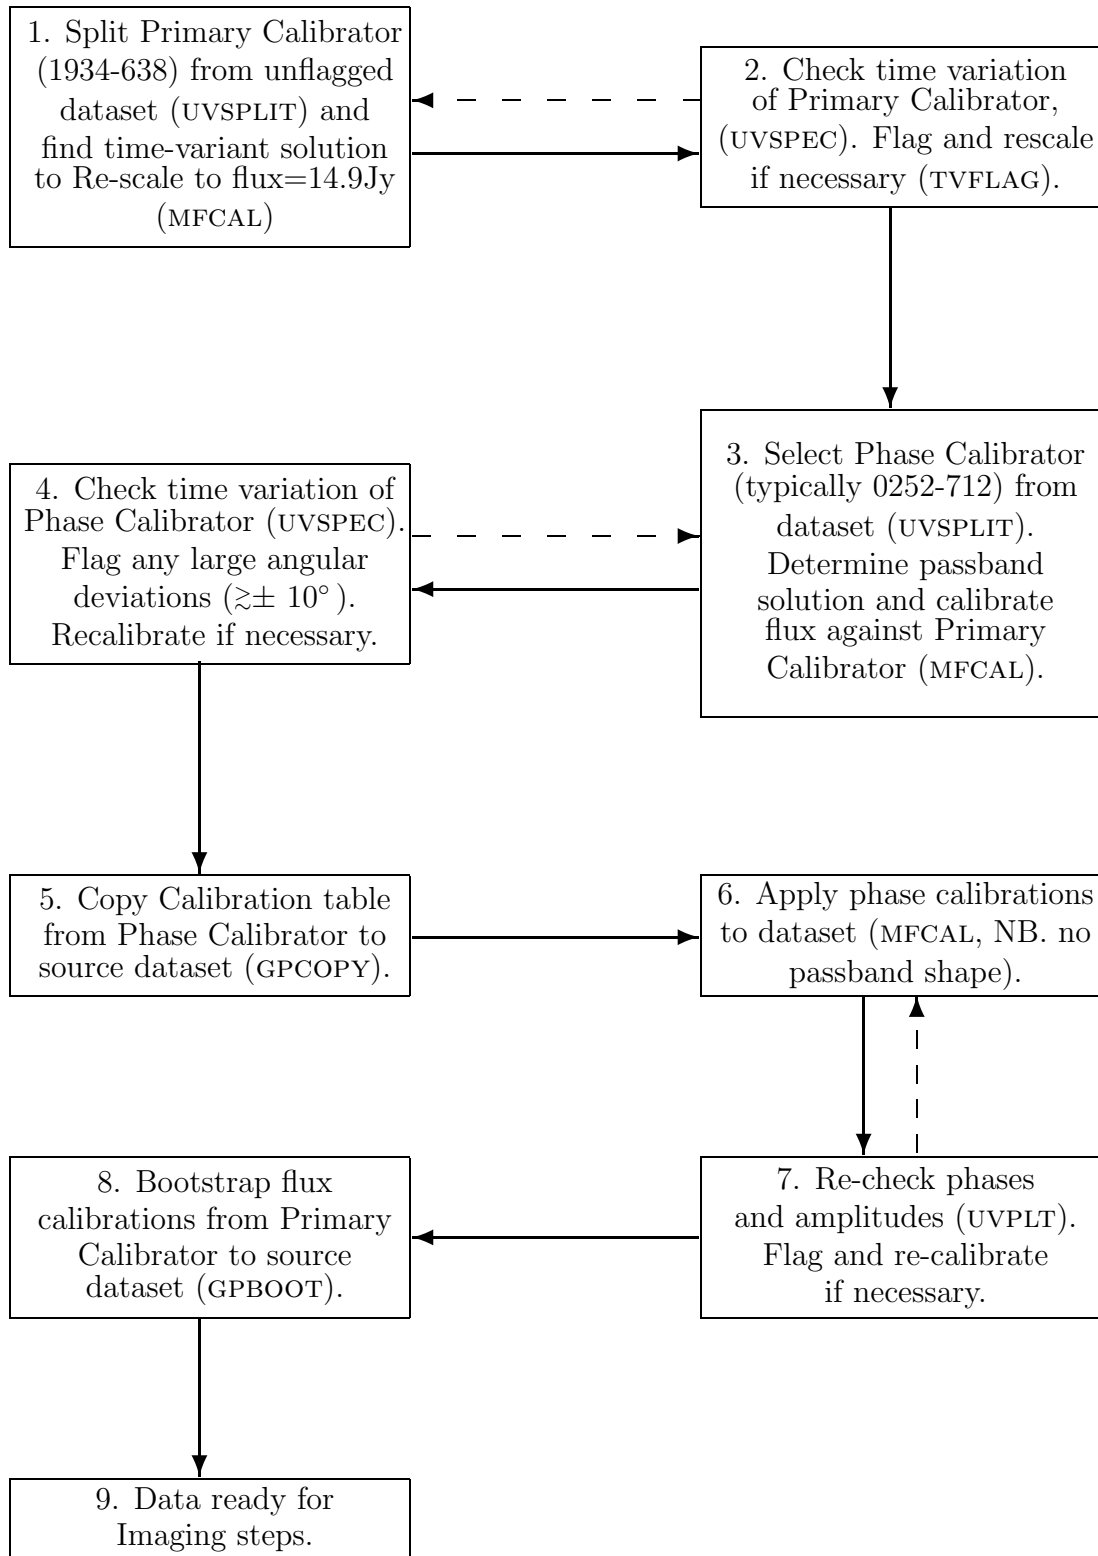 1. Split Primary Calibrator
(1934-638) from unflagged
dataset (UVSPLIT) and
find time-variant solution
to Re-scale to flux=14.9Jy
(MFCAL)
2. Check time variation
of Primary Calibrator,
(UVSPEC). Flag and rescale
if necessary (TVFLAG).
3. Select Phase Calibrator
(typically 0252-712) from
dataset (UVSPLIT).
Determine passband
solution and calibrate
flux against Primary
Calibrator (MFCAL).
4. Check time variation of
Phase Calibrator (UVSPEC).
Flag any large angular
deviations (≳± 10°).
Recalibrate if necessary.
5. Copy Calibration table
from Phase Calibrator to
source dataset (GPCOPY).
6. Apply phase calibrations
to dataset (MFCAL, NB. no
passband shape).
7. Re-check phases
and amplitudes (UVPLT).
Flag and re-calibrate
if necessary.
8. Bootstrap flux
calibrations from Primary
Calibrator to source
dataset (GPBOOT).
9. Data ready for
Imaging steps.